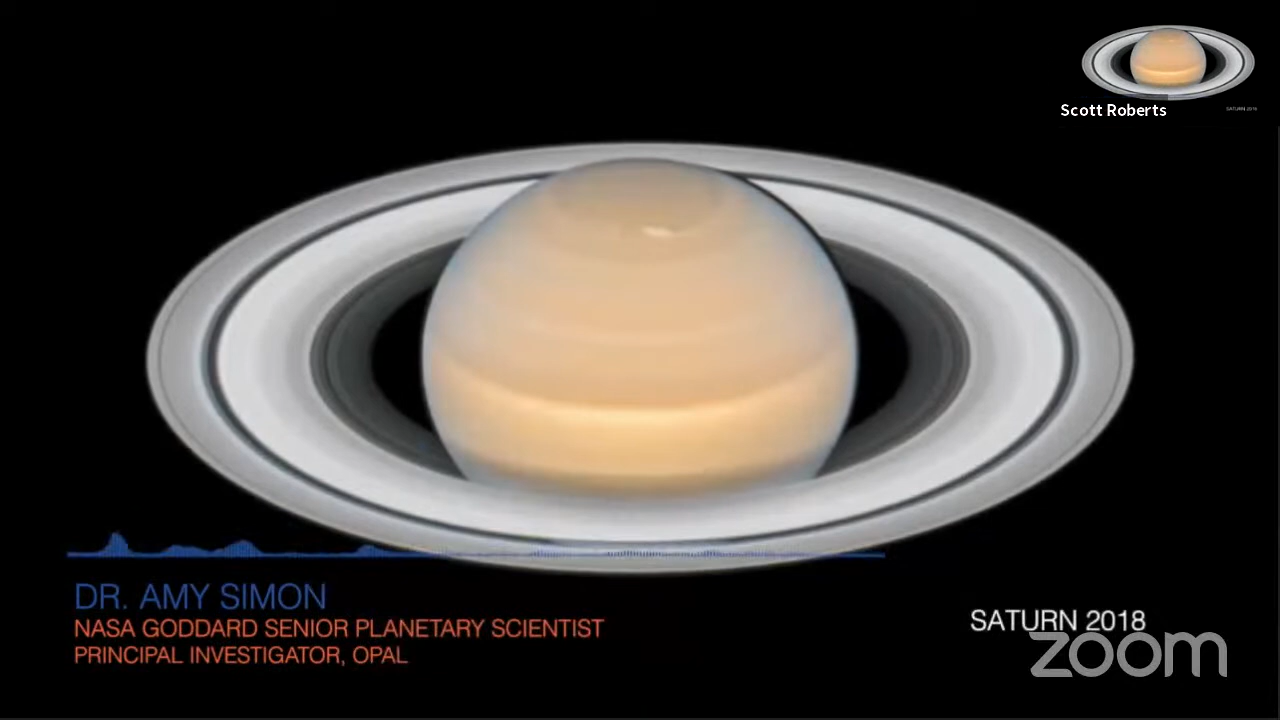 Scott Roberts
DR. AMY SIMON
NASA GODDARD SENIOR PLANETARY SCIENTIST
PRINCIPAL INVESTIGATOR, OPAL
SATURN 2018
zoom